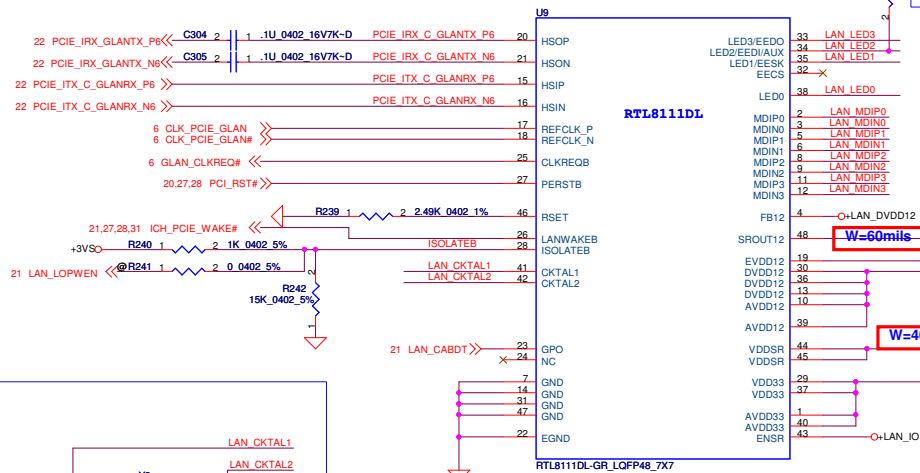 U9
22 PCIE_IRX_GLANTX_P6 C304 2 1 .1U_0402_16V7K~D PCIE_IRX_C_GLANTX_P6 20 HSOP
22 PCIE_IRX_GLANTX_N6 C305 2 1 .1U_0402_16V7K~D PCIE_IRX_C_GLANTX_N6 21 HSON
22 PCIE_ITX_C_GLANRX_P6 PCIE_ITX_C_GLANRX_P6 15 HSIP
22 PCIE_ITX_C_GLANRX_N6 PCIE_ITX_C_GLANRX_N6 16 HSIN
6 CLK_PCIE_GLAN 17 REFCLK_P
6 CLK_PCIE_GLAN# 18 REFCLK_N
6 GLAN_CLKREQ# 25 CLKREQB
20,27,28 PCI_RST# 27 PERSTB
R239 1 2 2.49K_0402_1% 46 RSET
21,27,28,31 ICH_PCIE_WAKE# 26 LANWAKEB
+3VS R240 1 2 1K_0402_5% ISOLATEB 28 ISOLATEB
21 LAN_LOPWEN @R241 1 2 0_0402_5%
LAN_CKTAL1 41 CKTAL1
LAN_CKTAL2 42 CKTAL2
2
R242
15K_0402_5%
1
21 LAN_CABDT 23 GPO
24 NC
7 GND
14 GND
31 GND
47 GND
22 EGND
RTL8111DL
2
LED3/EEDO 33 LAN_LED3
LED2/EEDI/AUX 34 LAN_LED2
LED1/EESK 35 LAN_LED1
EECS 32
LED0 38 LAN_LED0
MDIP0 2 LAN_MDIP0
MDIN0 3 LAN_MDIN0
MDIP1 5 LAN_MDIP1
MDIN1 6 LAN_MDIN1
MDIP2 8 LAN_MDIP2
MDIN2 9 LAN_MDIN2
MDIP3 11 LAN_MDIP3
MDIN3 12 LAN_MDIN3
FB12 4 +LAN_DVDD12
SROUT12 48 W=60mils
EVDD12 19
DVDD12 30
DVDD12 36
DVDD12 13
AVDD12 10
AVDD12 39
VDDSR 44 W=4
VDDSR 45
VDD33 29
VDD33 37
AVDD33 1
AVDD33 40
ENSR 43 +LAN_IO
RTL8111DL-GR_LQFP48_7X7
LAN_CKTAL1
LAN_CKTAL2